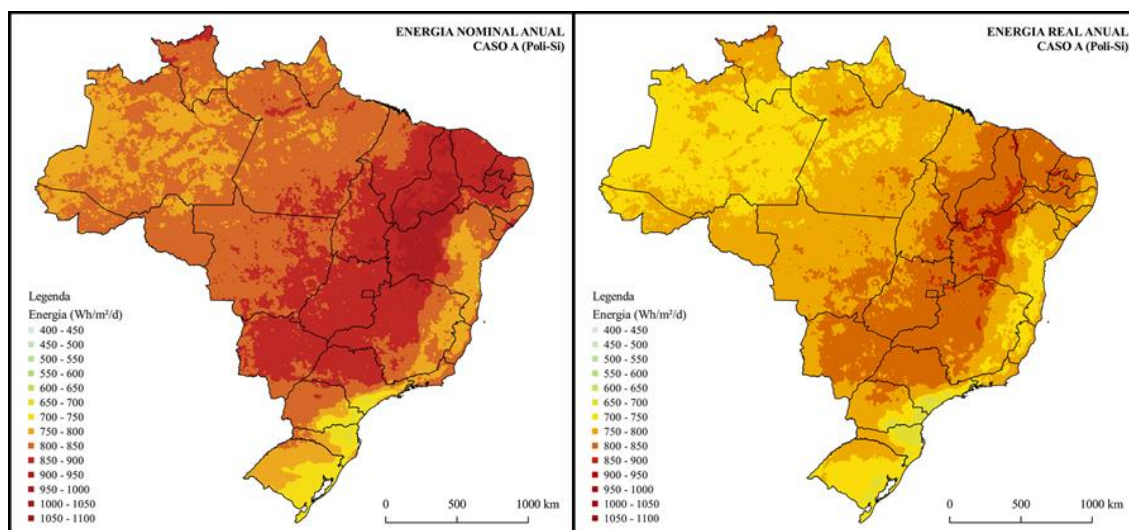 ENERGIA NOMINAL ANUAL
CASO A (Poli-Si)
Legenda
Energia (Wh/m²/d)
400 - 450
450 - 500
500 - 550
550 - 600
600 - 650
650 - 700
700 - 750
750 - 800
800 - 850
850 - 900
900 - 950
950 - 1000
1000 - 1050
1050 - 1100
0 500 1000 km
ENERGIA REAL ANUAL
CASO A (Poli-Si)
Legenda
Energia (Wh/m²/d)
400 - 450
450 - 500
500 - 550
550 - 600
600 - 650
650 - 700
700 - 750
750 - 800
800 - 850
850 - 900
900 - 950
950 - 1000
1000 - 1050
1050 - 1100
0 500 1000 km